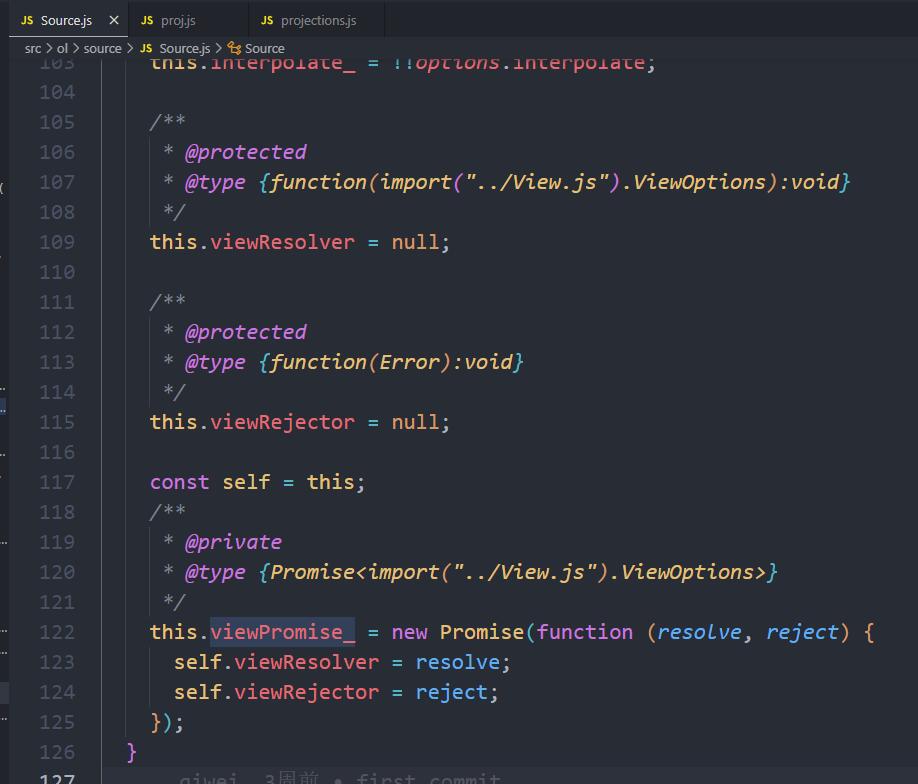 JS Source.js × JS proj.js JS projections.js
src > ol > source > JS Source.js > Source
103 this.interpolate_ = !!options.interpolate;
104
105 /**
106 * @protected
107 * @type {function(import("../View.js").ViewOptions):void}
108 */
109 this.viewResolver = null;
110
111 /**
112 * @protected
113 * @type {function(Error):void}
114 */
115 this.viewRejector = null;
116
117 const self = this;
118 /**
119 * @private
120 * @type {Promise<import("../View.js").ViewOptions>}
121 */
122 this.viewPromise_ = new Promise(function (resolve, reject) {
123 self.viewResolver = resolve;
124 self.viewRejector = reject;
125 });
126 }
127 qiwei, 3周前 • first commit